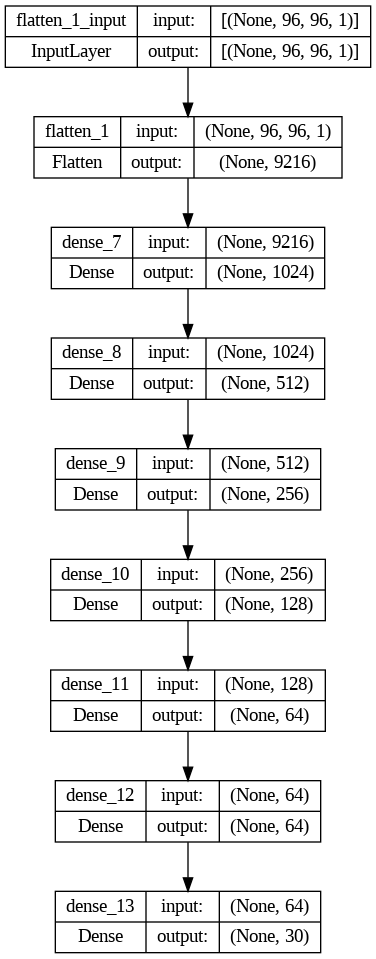 flatten_1_input input: [(None, 96, 96, 1)]
InputLayer output: [(None, 96, 96, 1)]
flatten_1 input: (None, 96, 96, 1)
Flatten output: (None, 9216)
dense_7 input: (None, 9216)
Dense output: (None, 1024)
dense_8 input: (None, 1024)
Dense output: (None, 512)
dense_9 input: (None, 512)
Dense output: (None, 256)
dense_10 input: (None, 256)
Dense output: (None, 128)
dense_11 input: (None, 128)
Dense output: (None, 64)
dense_12 input: (None, 64)
Dense output: (None, 64)
dense_13 input: (None, 64)
Dense output: (None, 30)